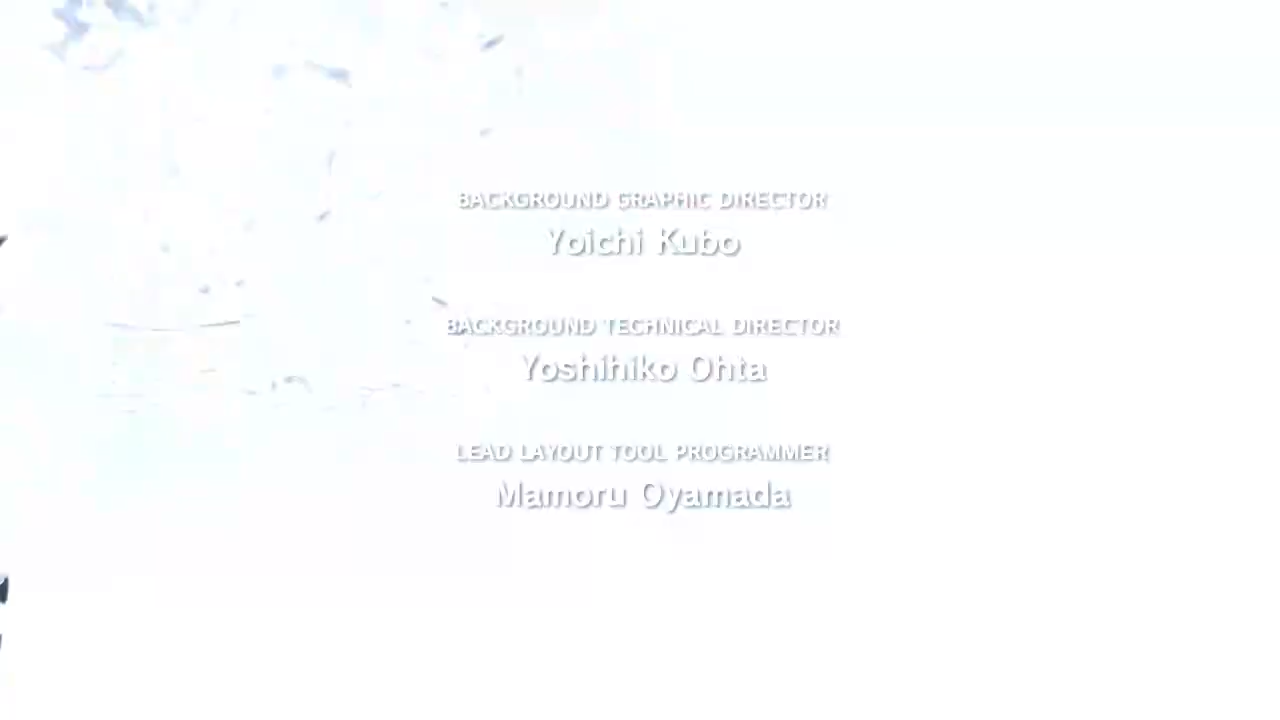 BACKGROUND GRAPHIC DIRECTOR
Yoichi Kubo
BACKGROUND TECHNICAL DIRECTOR
Yoshihiko Ohta
LEAD LAYOUT TOOL PROGRAMMER
Mamoru Oyamada